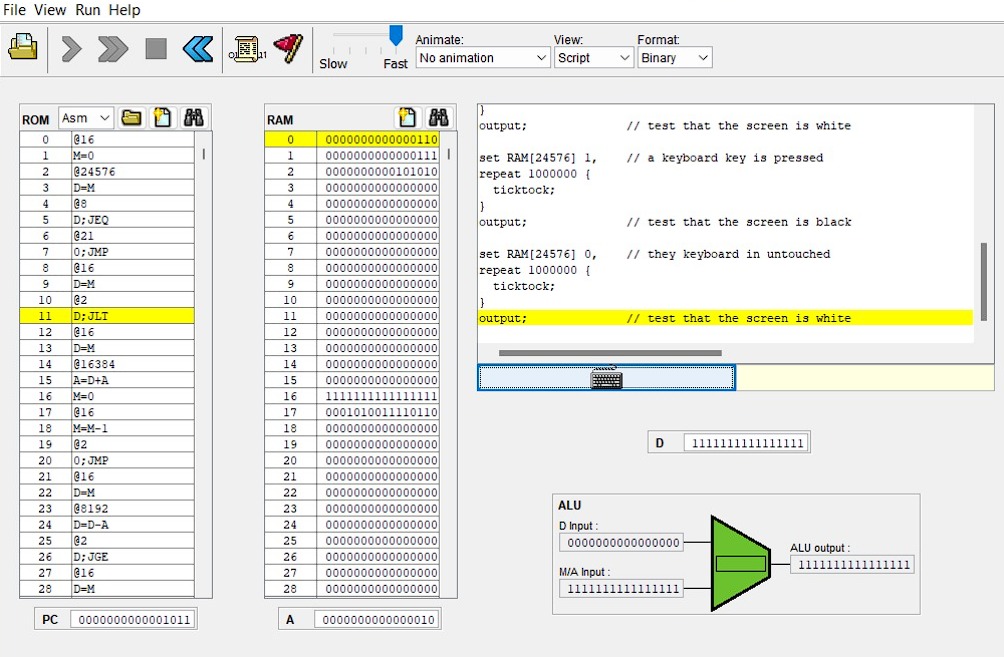 File View Run Help
Slow Fast
Animate: View: Format:
No animation Script Binary
ROM Asm
0 @16
1 M=0
2 @24576
3 D=M
4 @8
5 D;JEQ
6 @21
7 0;JMP
8 @16
9 D=M
10 @2
11 D;JLT
12 @16
13 D=M
14 @16384
15 A=D+A
16 M=0
17 @16
18 M=M-1
19 @2
20 0;JMP
21 @16
22 D=M
23 @8192
24 D=D-A
25 @2
26 D;JGE
27 @16
28 D=M
PC 0000000000001011
RAM
0 0000000000000110
1 0000000000000111
2 0000000000101010
3 0000000000000000
4 0000000000000000
5 0000000000000000
6 0000000000000000
7 0000000000000000
8 0000000000000000
9 0000000000000000
10 0000000000000000
11 0000000000000000
12 0000000000000000
13 0000000000000000
14 0000000000000000
15 0000000000000000
16 1111111111111111
17 0001010011110110
18 0000000000000000
19 0000000000000000
20 0000000000000000
21 0000000000000000
22 0000000000000000
23 0000000000000000
24 0000000000000000
25 0000000000000000
26 0000000000000000
27 0000000000000000
28 0000000000000000
A 0000000000000010
}
output; // test that the screen is white
set RAM[24576] 1, // a keyboard key is pressed
repeat 1000000 {
ticktock;
}
output; // test that the screen is black
set RAM[24576] 0, // they keyboard in untouched
repeat 1000000 {
ticktock;
}
output; // test that the screen is white
D 1111111111111111
ALU
D Input :
0000000000000000
M/A Input :
1111111111111111
ALU output :
1111111111111111